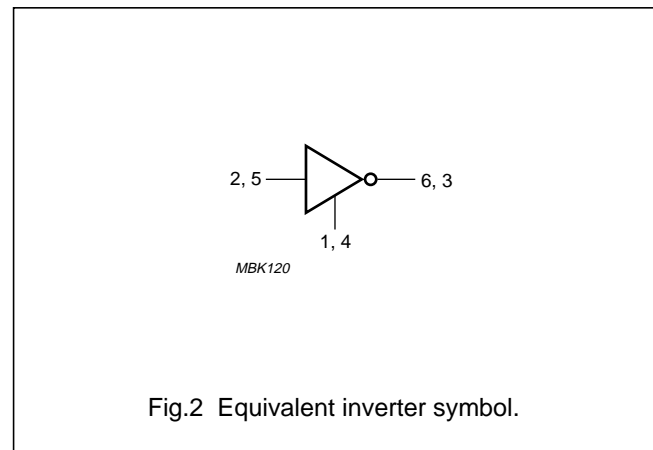 2, 5
6, 3
1, 4
MBK120
Fig.2 Equivalent inverter symbol.